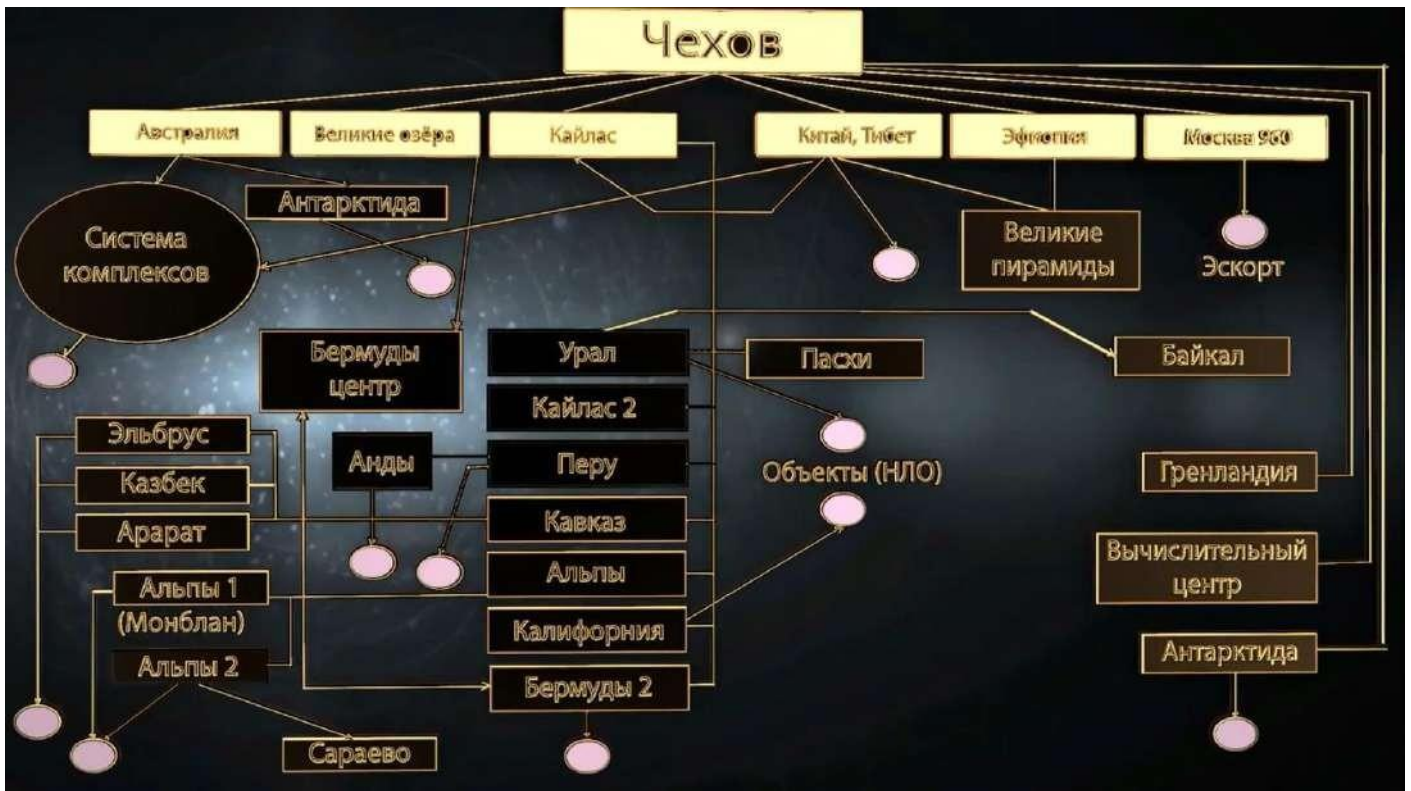 Чехов
Австралия
Великие озёра
Кайлас
Китай, Тибет
Эфиопия
Москва 960
Антарктида
Система
комплексов
Великие
пирамиды
Эскорт
Бермуды
центр
Урал
Пасхи
Байкал
Кайлас 2
Эльбрус
Анды
Перу
Объекты (НЛО)
Гренландия
Казбек
Арарат
Кавказ
Вычислительный
центр
Альпы
Альпы 1
(Монблан)
Калифорния
Антарктида
Альпы 2
Бермуды 2
Сараево